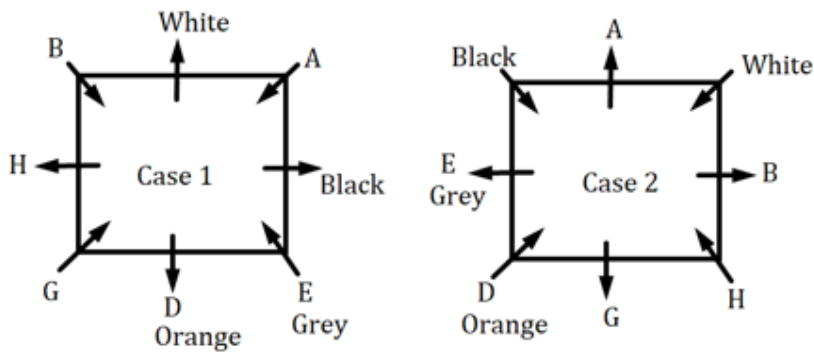 White
B
A
H
Case 1
Black
G
D
Orange
E
Grey
A
Black
White
E
Grey
Case 2
B
D
Orange
G
H